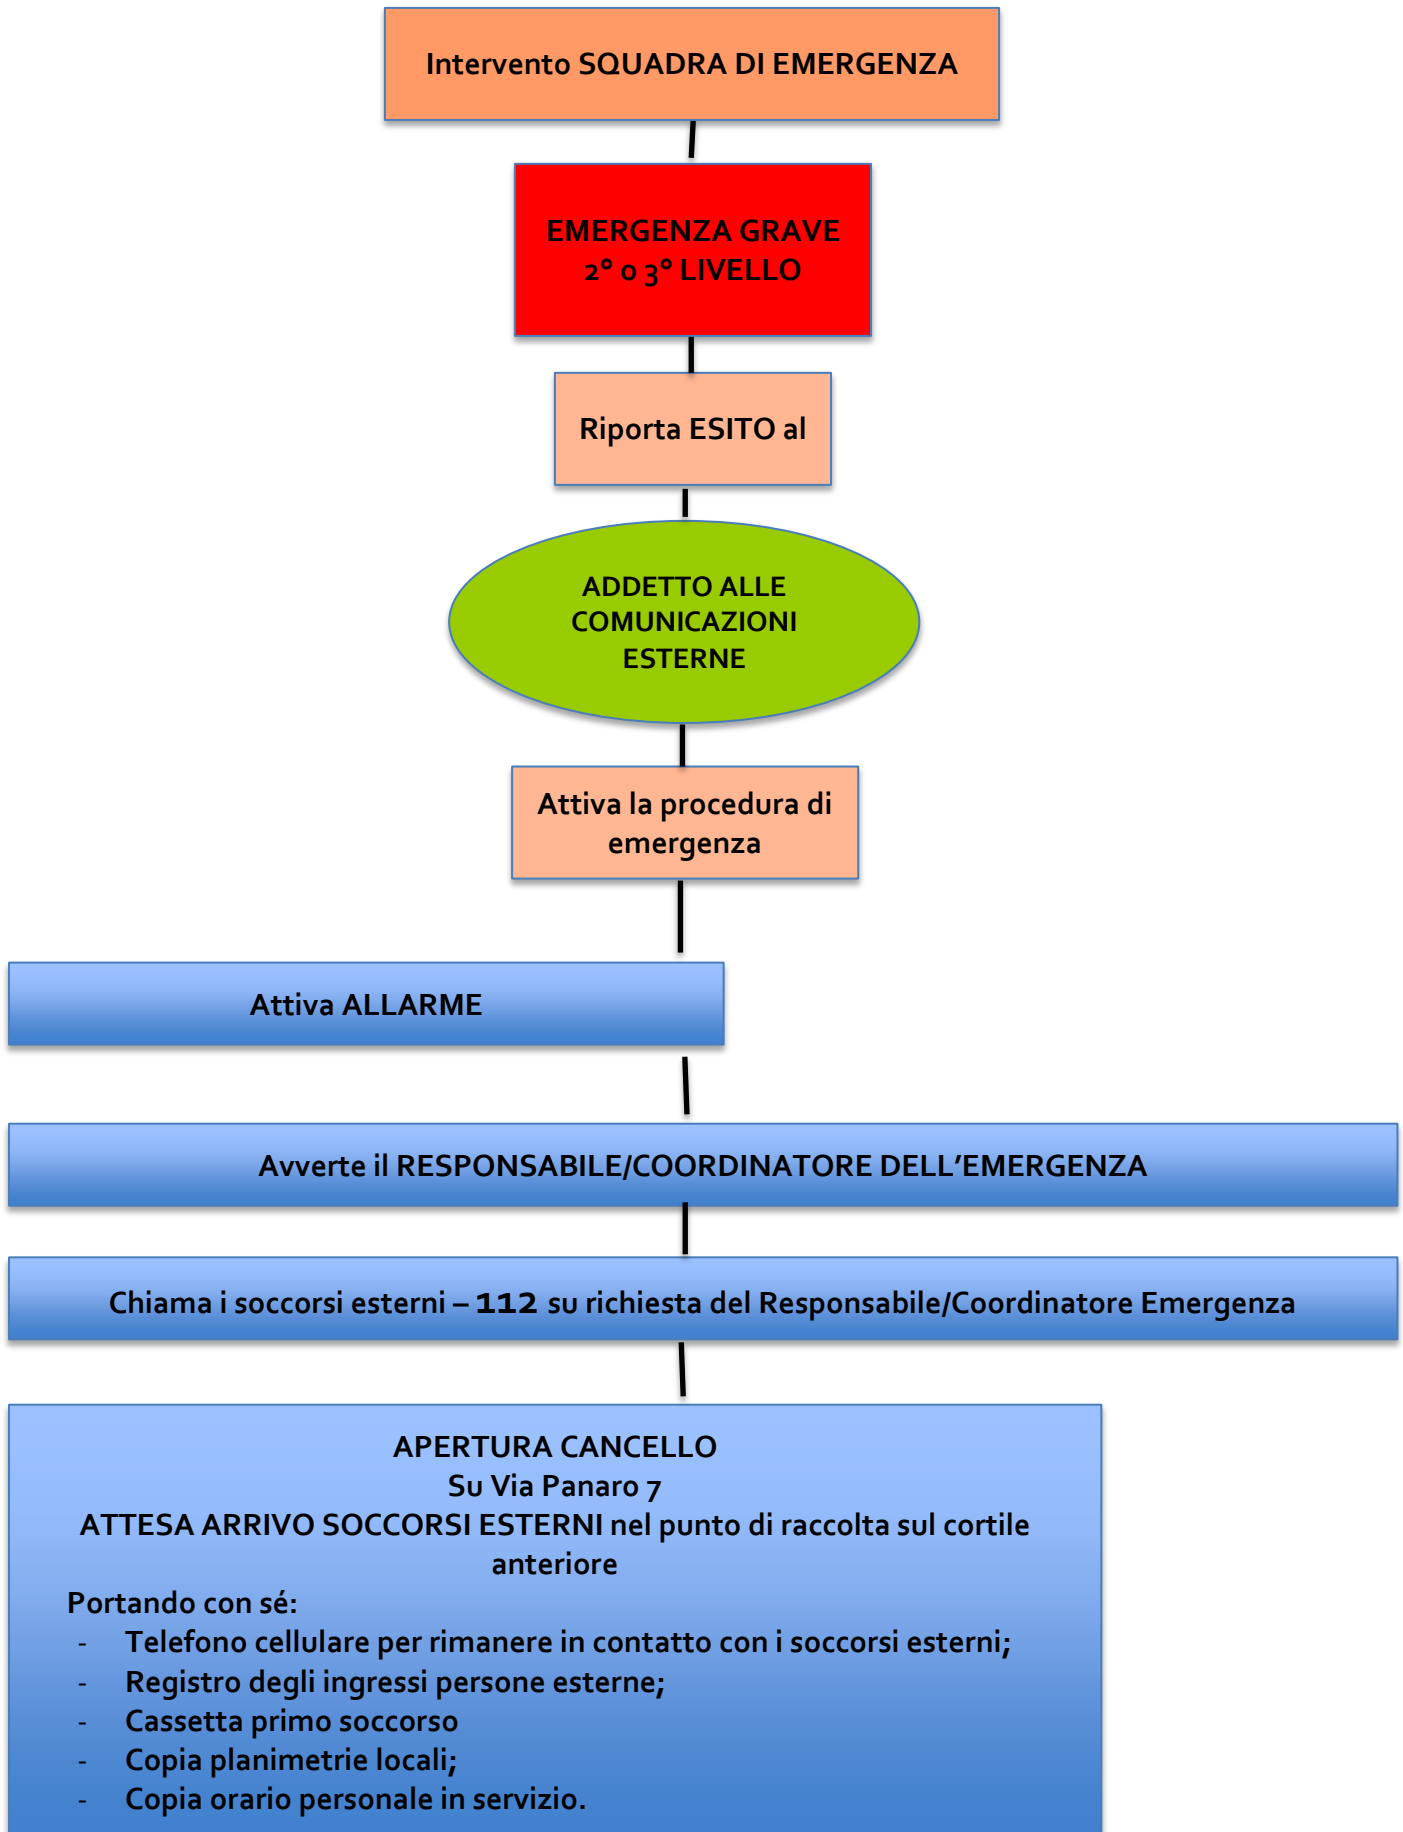 Intervento SQUADRA DI EMERGENZA
EMERGENZA GRAVE
2° o 3° LIVELLO
Riporta ESITO al
ADDETTO ALLE
COMUNICAZIONI
ESTERNE
Attiva la procedura di
emergenza
Attiva ALLARME
Avverte il RESPONSABILE/COORDINATORE DELL’EMERGENZA
Chiama i soccorsi esterni – 112 su richiesta del Responsabile/Coordinatore Emergenza
APERTURA CANCELLO
Su Via Panaro 7
ATTESA ARRIVO SOCCORSI ESTERNI nel punto di raccolta sul cortile
anteriore
Portando con sé:
- Telefono cellulare per rimanere in contatto con i soccorsi esterni;
- Registro degli ingressi persone esterne;
- Cassetta primo soccorso
- Copia planimetrie locali;
- Copia orario personale in servizio.